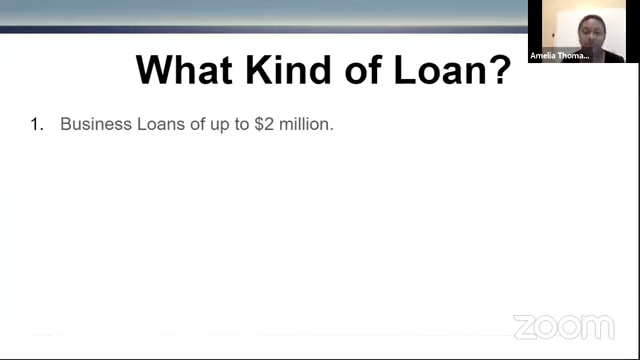 Amelia Thoma...
What Kind of Loan?
1. Business Loans of up to $2 million.
zoom